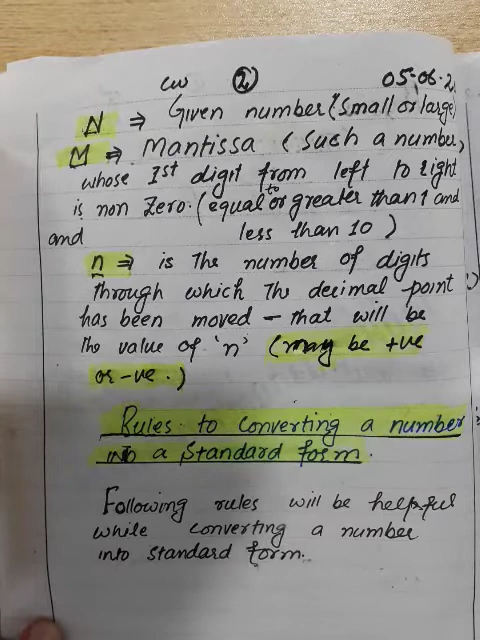 cw ② 05-06-2
N ⇒ Given number (small or large)
M ⇒ Mantissa ( such a number,
whose 1st digit from left to right
is non zero. (equal to or greater than 1 and
and less than 10 )
n ⇒ is The number of digits
through which The decimal point
has been moved – that will be
The value of 'n' (may be +ve
or -ve.)
Rules to converting a number
into a Standard form.
Following rules will be helpful
while converting a number
into standard form.